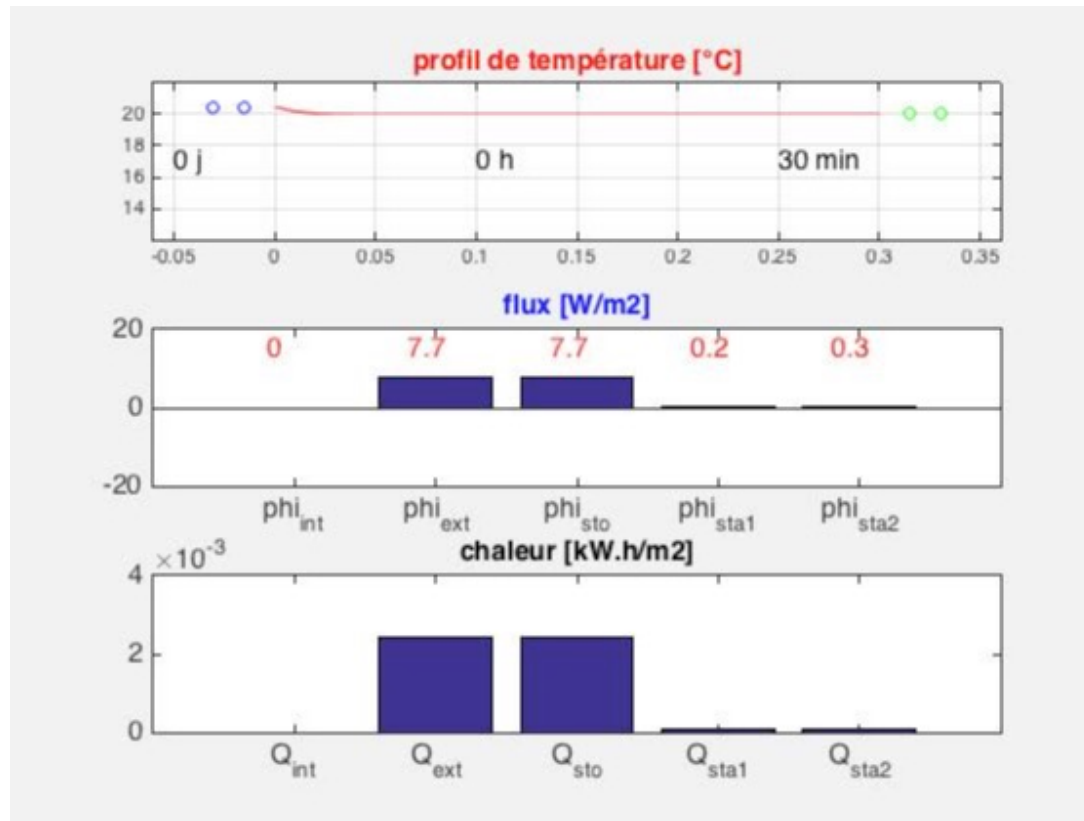 profil de température [°C]
20
18
16
14
0 j 0 h 30 min
-0.05 0 0.05 0.1 0.15 0.2 0.25 0.3 0.35
flux [W/m2]
20
0 7.7 7.7 0.2 0.3
0
-20
phi_int phi_ext phi_sto phi_sta1 phi_sta2
chaleur [kW.h/m2]
×10^-3
4
2
0
Q_int Q_ext Q_sto Q_sta1 Q_sta2